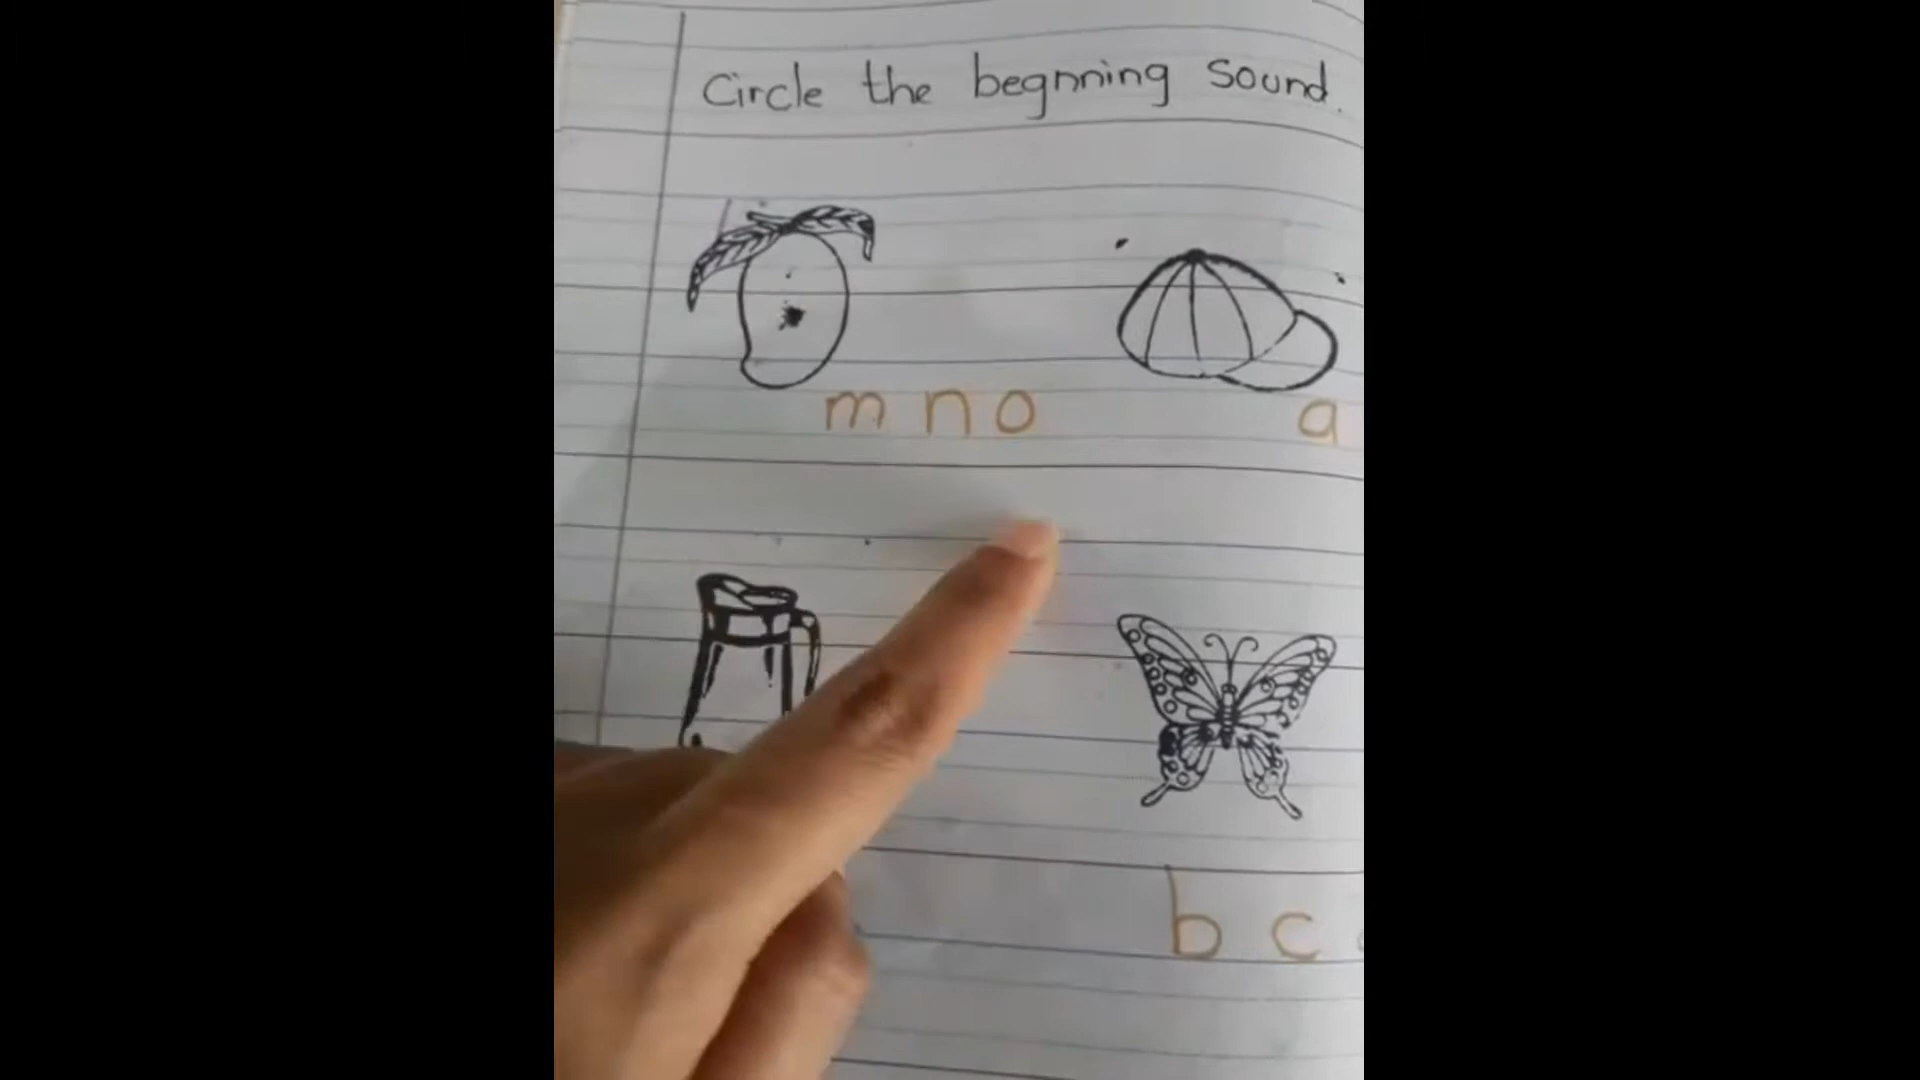 Circle the begnning sound.
m n o
a
b c